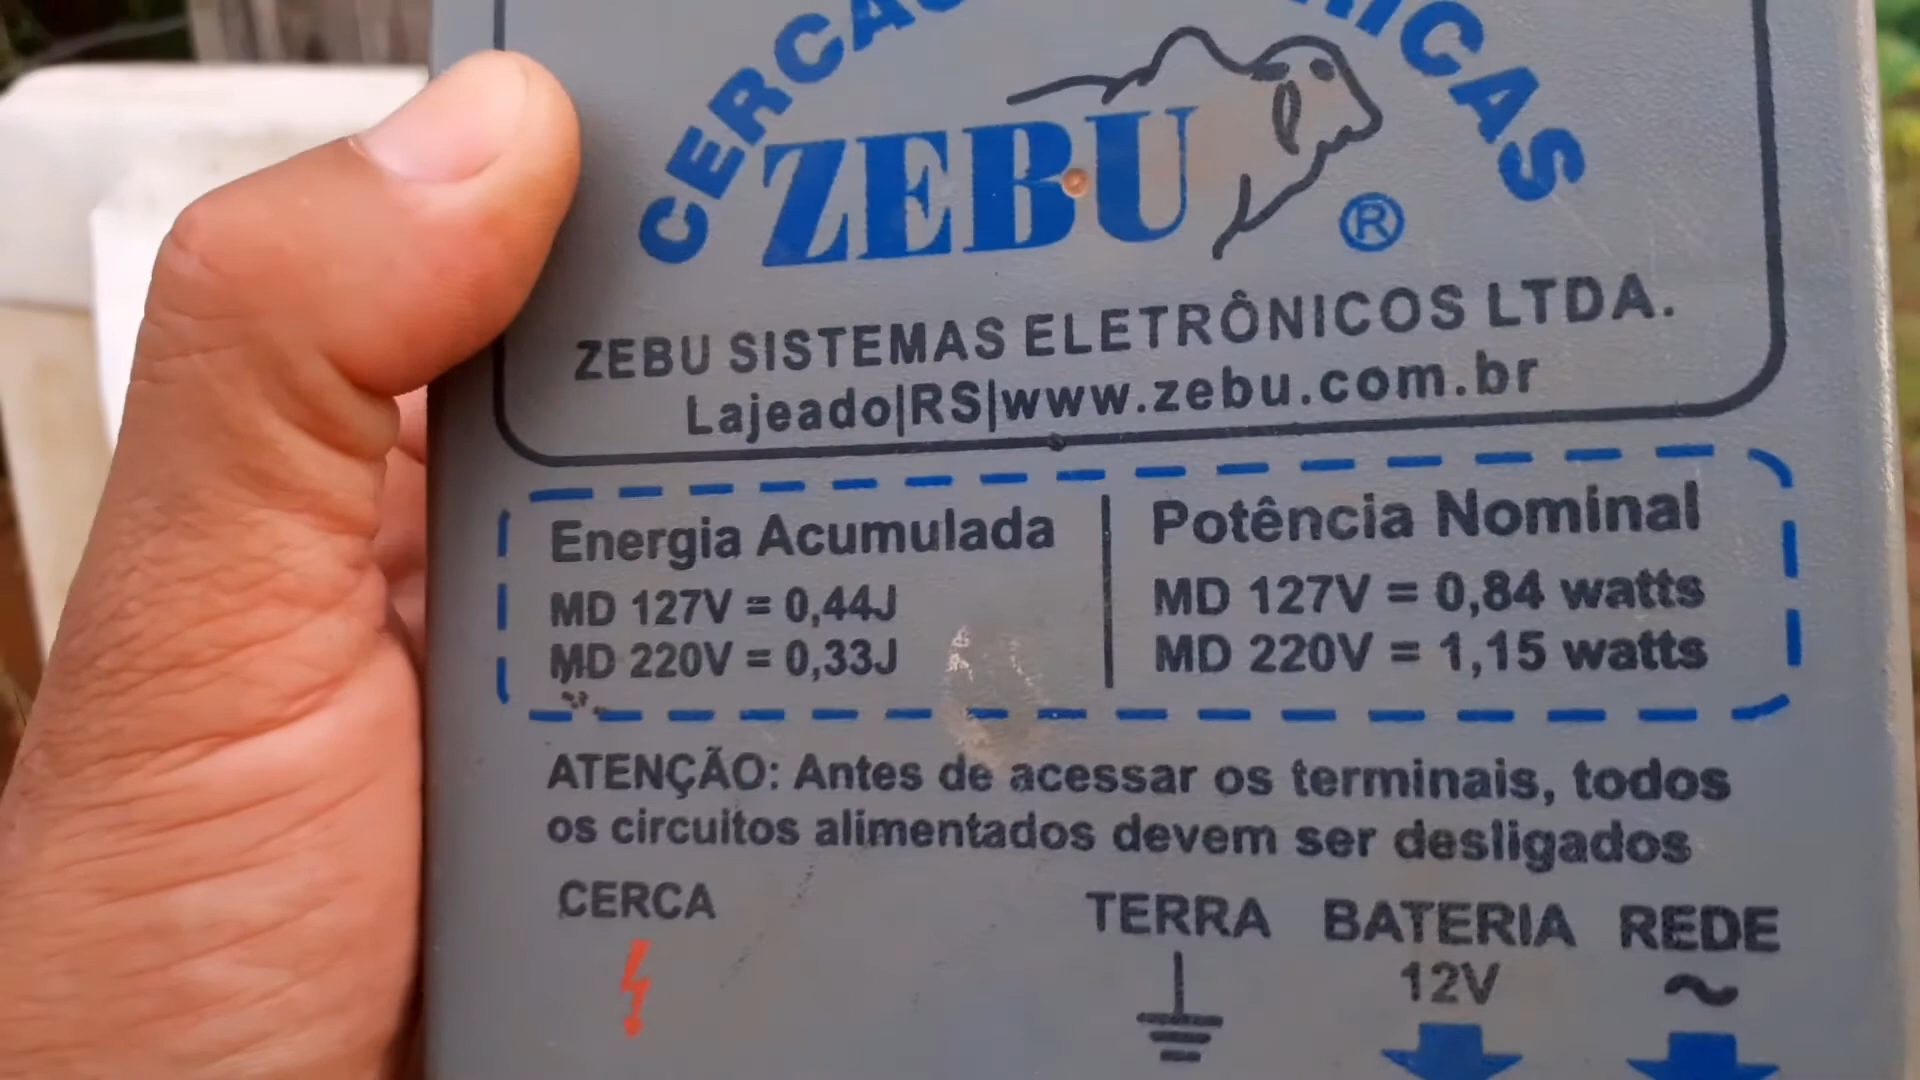 CERCAS
ZEBU
®
ZEBU SISTEMAS ELETRÔNICOS LTDA.
Lajeado|RS|www.zebu.com.br
Energia Acumulada
MD 127V = 0,44J
MD 220V = 0,33J
Potência Nominal
MD 127V = 0,84 watts
MD 220V = 1,15 watts
ATENÇÃO: Antes de acessar os terminais, todos
os circuitos alimentados devem ser desligados
CERCA
TERRA
BATERIA
12V
REDE
~